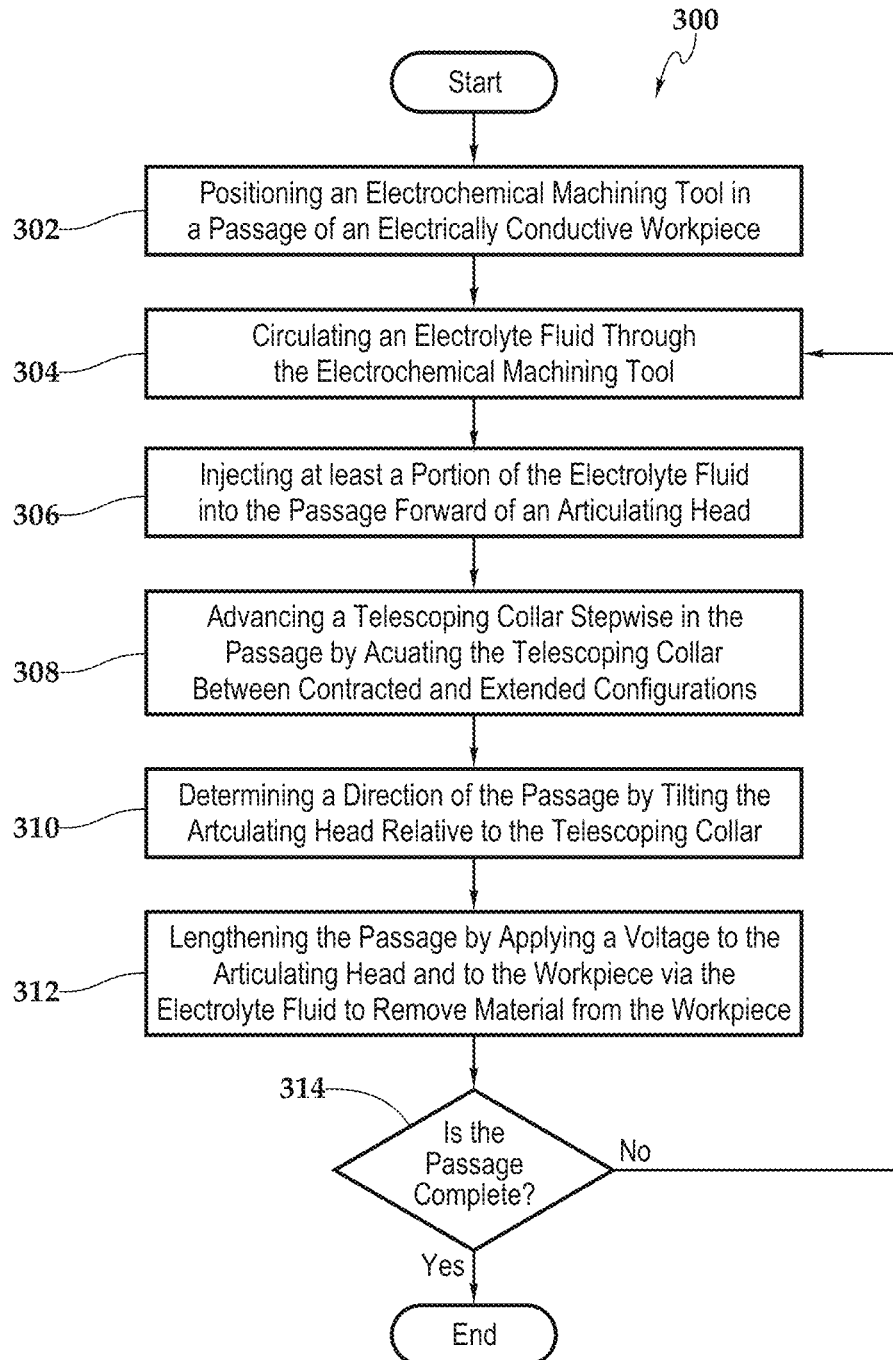 300
Start
302
Positioning an Electrochemical Machining Tool in
a Passage of an Electrically Conductive Workpiece
304
Circulating an Electrolyte Fluid Through
the Electrochemical Machining Tool
306
Injecting at least a Portion of the Electrolyte Fluid
into the Passage Forward of an Articulating Head
308
Advancing a Telescoping Collar Stepwise in the
Passage by Acuating the Telescoping Collar
Between Contracted and Extended Configurations
310
Determining a Direction of the Passage by Tilting the
Artculating Head Relative to the Telescoping Collar
312
Lengthening the Passage by Applying a Voltage to the
Articulating Head and to the Workpiece via the
Electrolyte Fluid to Remove Material from the Workpiece
314
Is the
Passage
Complete?
No
Yes
End